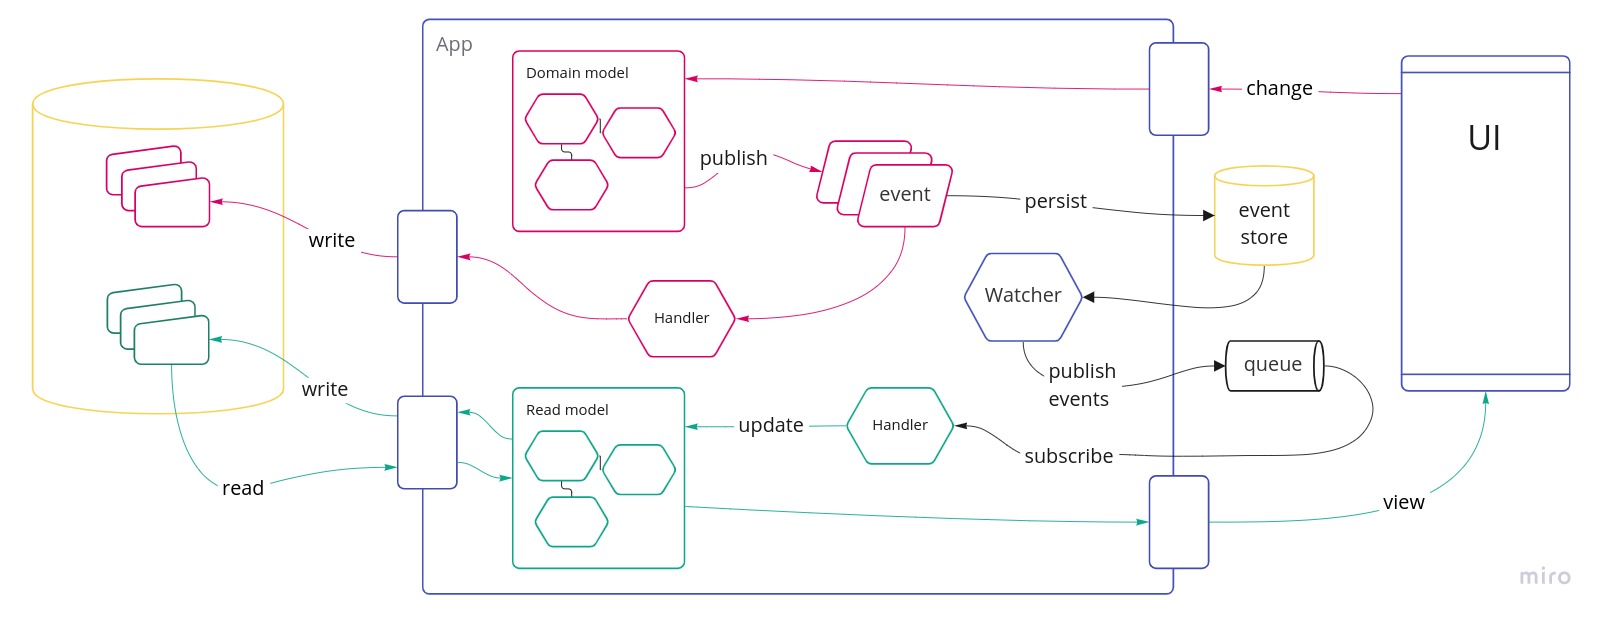 App
Domain model
change
UI
publish
event
persist
event
store
write
Watcher
Handler
publish
events
queue
write
Read model
update
Handler
subscribe
read
view
miro